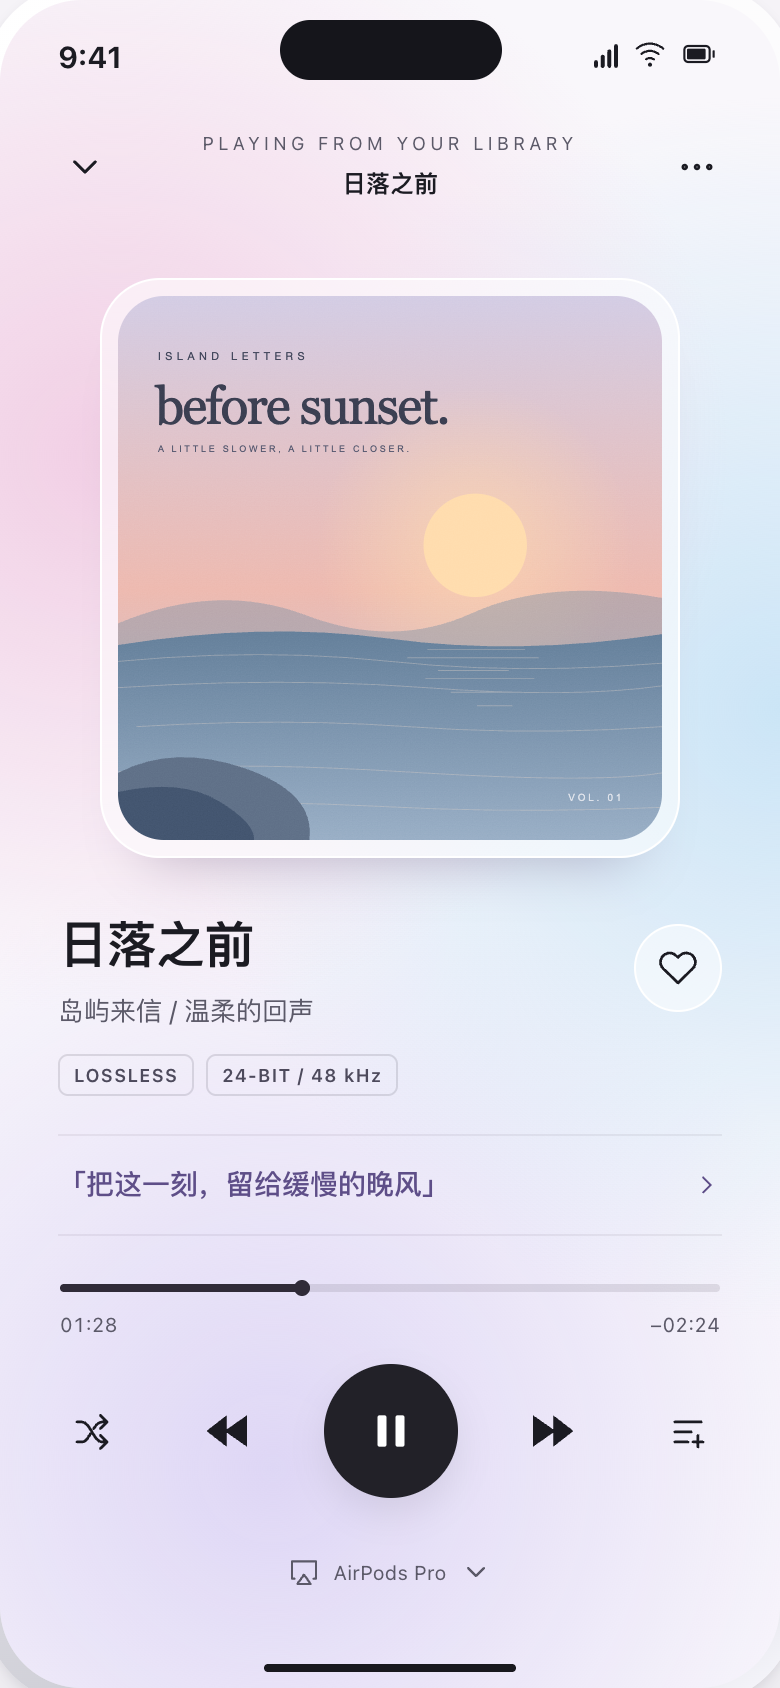 9:41
PLAYING FROM YOUR LIBRARY
日落之前
ISLAND LETTERS
before sunset.
A LITTLE SLOWER, A LITTLE CLOSER.
VOL. 01
日落之前
岛屿来信 / 温柔的回声
LOSSLESS
24-BIT / 48 kHz
「把这一刻，留给缓慢的晚风」
01:28
−02:24
AirPods Pro